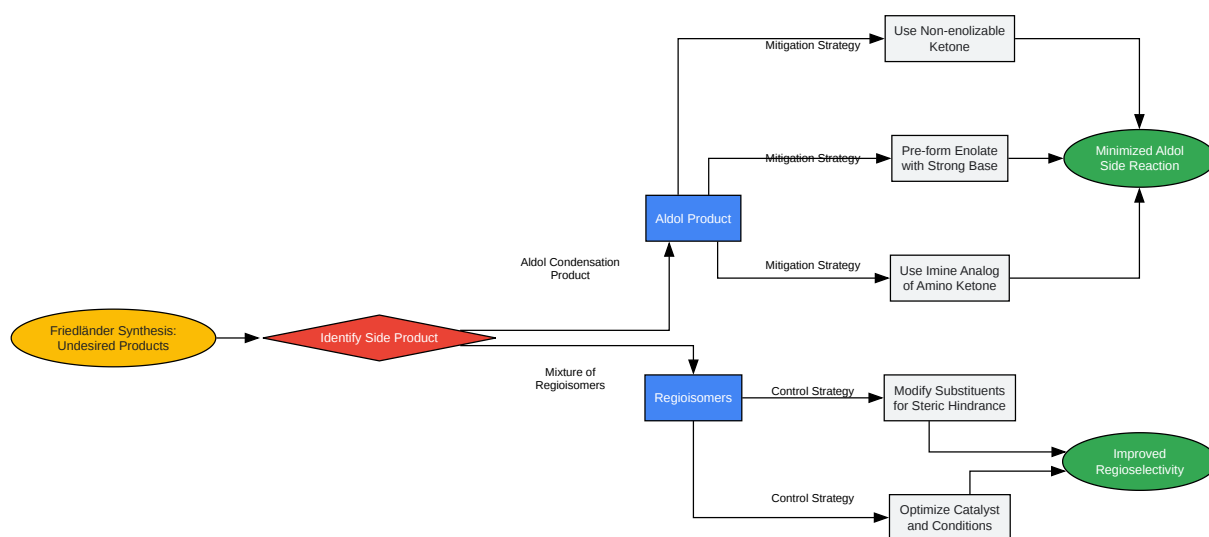 Friedländer Synthesis:
Undesired Products
Identify Side Product
Aldol Condensation
Product
Mixture of
Regioisomers
Aldol Product
Regioisomers
Mitigation Strategy
Mitigation Strategy
Mitigation Strategy
Control Strategy
Control Strategy
Use Non-enolizable
Ketone
Pre-form Enolate
with Strong Base
Use Imine Analog
of Amino Ketone
Modify Substituents
for Steric Hindrance
Optimize Catalyst
and Conditions
Minimized Aldol
Side Reaction
Improved
Regioselectivity